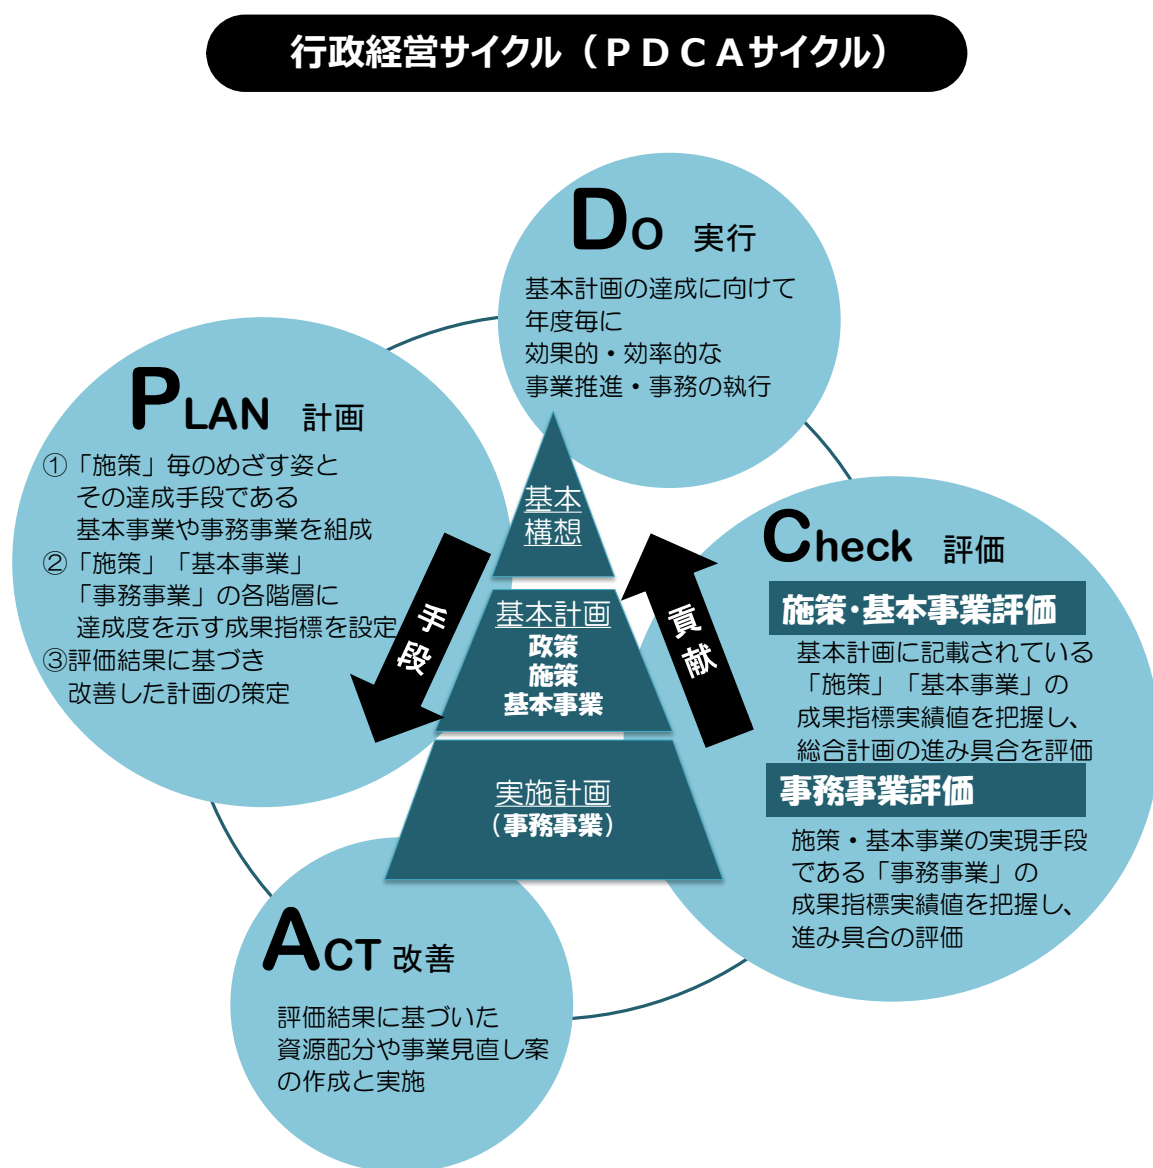 行政経営サイクル（ＰＤＣＡサイクル）
Do 実行
基本計画の達成に向けて
年度毎に
効果的・効率的な
事業推進・事務の執行
PLAN 計画
①「施策」毎のめざす姿と
その達成手段である
基本事業や事務事業を組成
②「施策」「基本事業」
「事務事業」の各階層に
達成度を示す成果指標を設定
③評価結果に基づき
改善した計画の策定
手段
基本
構想
基本計画
政策
施策
基本事業
実施計画
（事務事業）
貢献
Check 評価
施策・基本事業評価
基本計画に記載されている
「施策」「基本事業」の
成果指標実績値を把握し、
総合計画の進み具合を評価
事務事業評価
施策・基本事業の実現手段
である「事務事業」の
成果指標実績値を把握し、
進み具合の評価
ACT 改善
評価結果に基づいた
資源配分や事業見直し案
の作成と実施